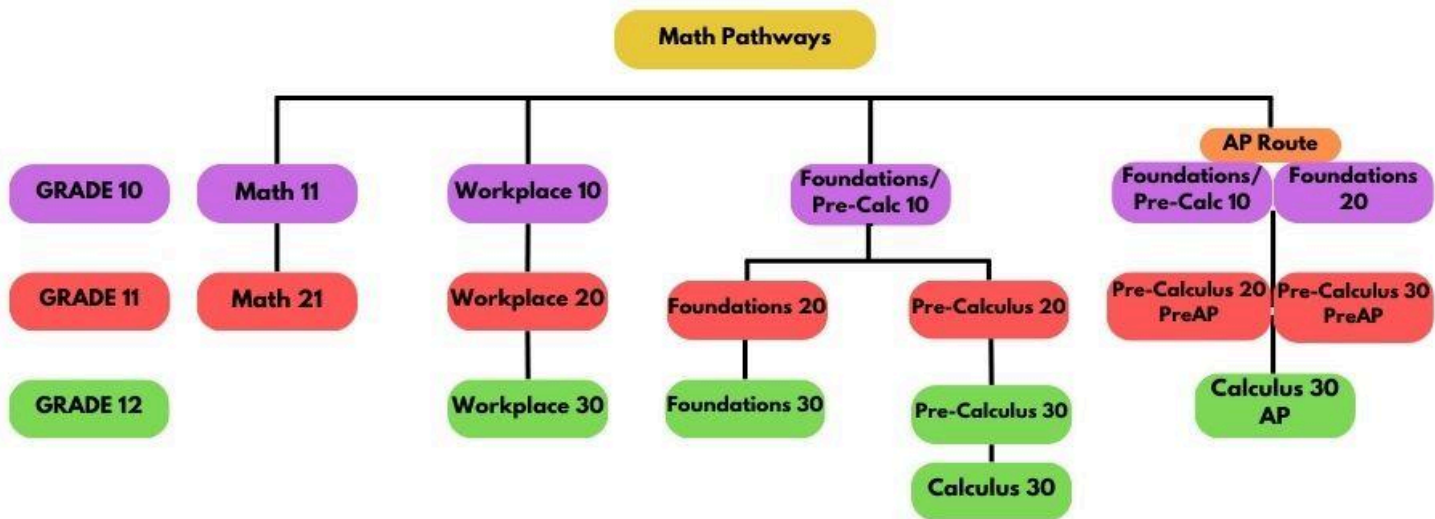 Math Pathways
AP Route
GRADE 10
Math 11
Workplace 10
Foundations/
Pre-Calc 10
Foundations/
Pre-Calc 10
Foundations
20
GRADE 11
Math 21
Workplace 20
Foundations 20
Pre-Calculus 20
Pre-Calculus 20
PreAP
Pre-Calculus 30
PreAP
GRADE 12
Workplace 30
Foundations 30
Pre-Calculus 30
Calculus 30
AP
Calculus 30